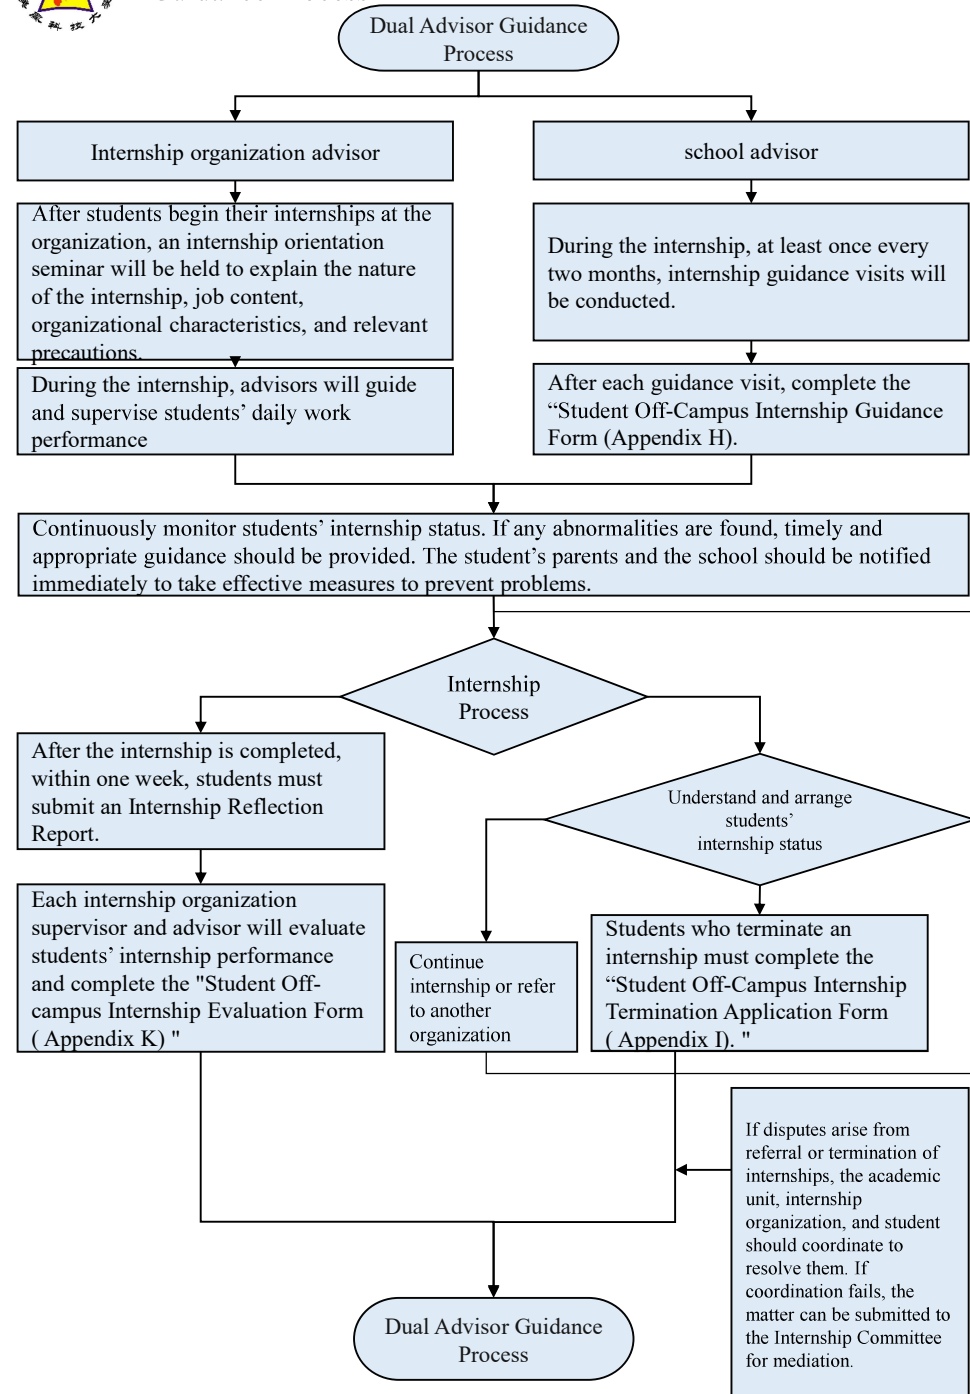 科技大
Dual Advisor Guidance
Process
Internship organization advisor
school advisor
After students begin their internships at the
organization, an internship orientation
seminar will be held to explain the nature
of the internship, job content,
organizational characteristics, and relevant
precautions.
During the internship, at least once every
two months, internship guidance visits will
be conducted.
During the internship, advisors will guide
and supervise students’ daily work
performance
After each guidance visit, complete the
“Student Off-Campus Internship Guidance
Form (Appendix H).
Continuously monitor students’ internship status. If any abnormalities are found, timely and
appropriate guidance should be provided. The student’s parents and the school should be notified
immediately to take effective measures to prevent problems.
Internship
Process
After the internship is completed,
within one week, students must
submit an Internship Reflection
Report.
Understand and arrange
students’
internship status
Each internship organization
supervisor and advisor will evaluate
students’ internship performance
and complete the "Student Off-
campus Internship Evaluation Form
( Appendix K) "
Continue
internship or refer
to another
organization
Students who terminate an
internship must complete the
“Student Off-Campus Internship
Termination Application Form
( Appendix I). "
If disputes arise from
referral or termination of
internships, the academic
unit, internship
organization, and student
should coordinate to
resolve them. If
coordination fails, the
matter can be submitted to
the Internship Committee
for mediation.
Dual Advisor Guidance
Process